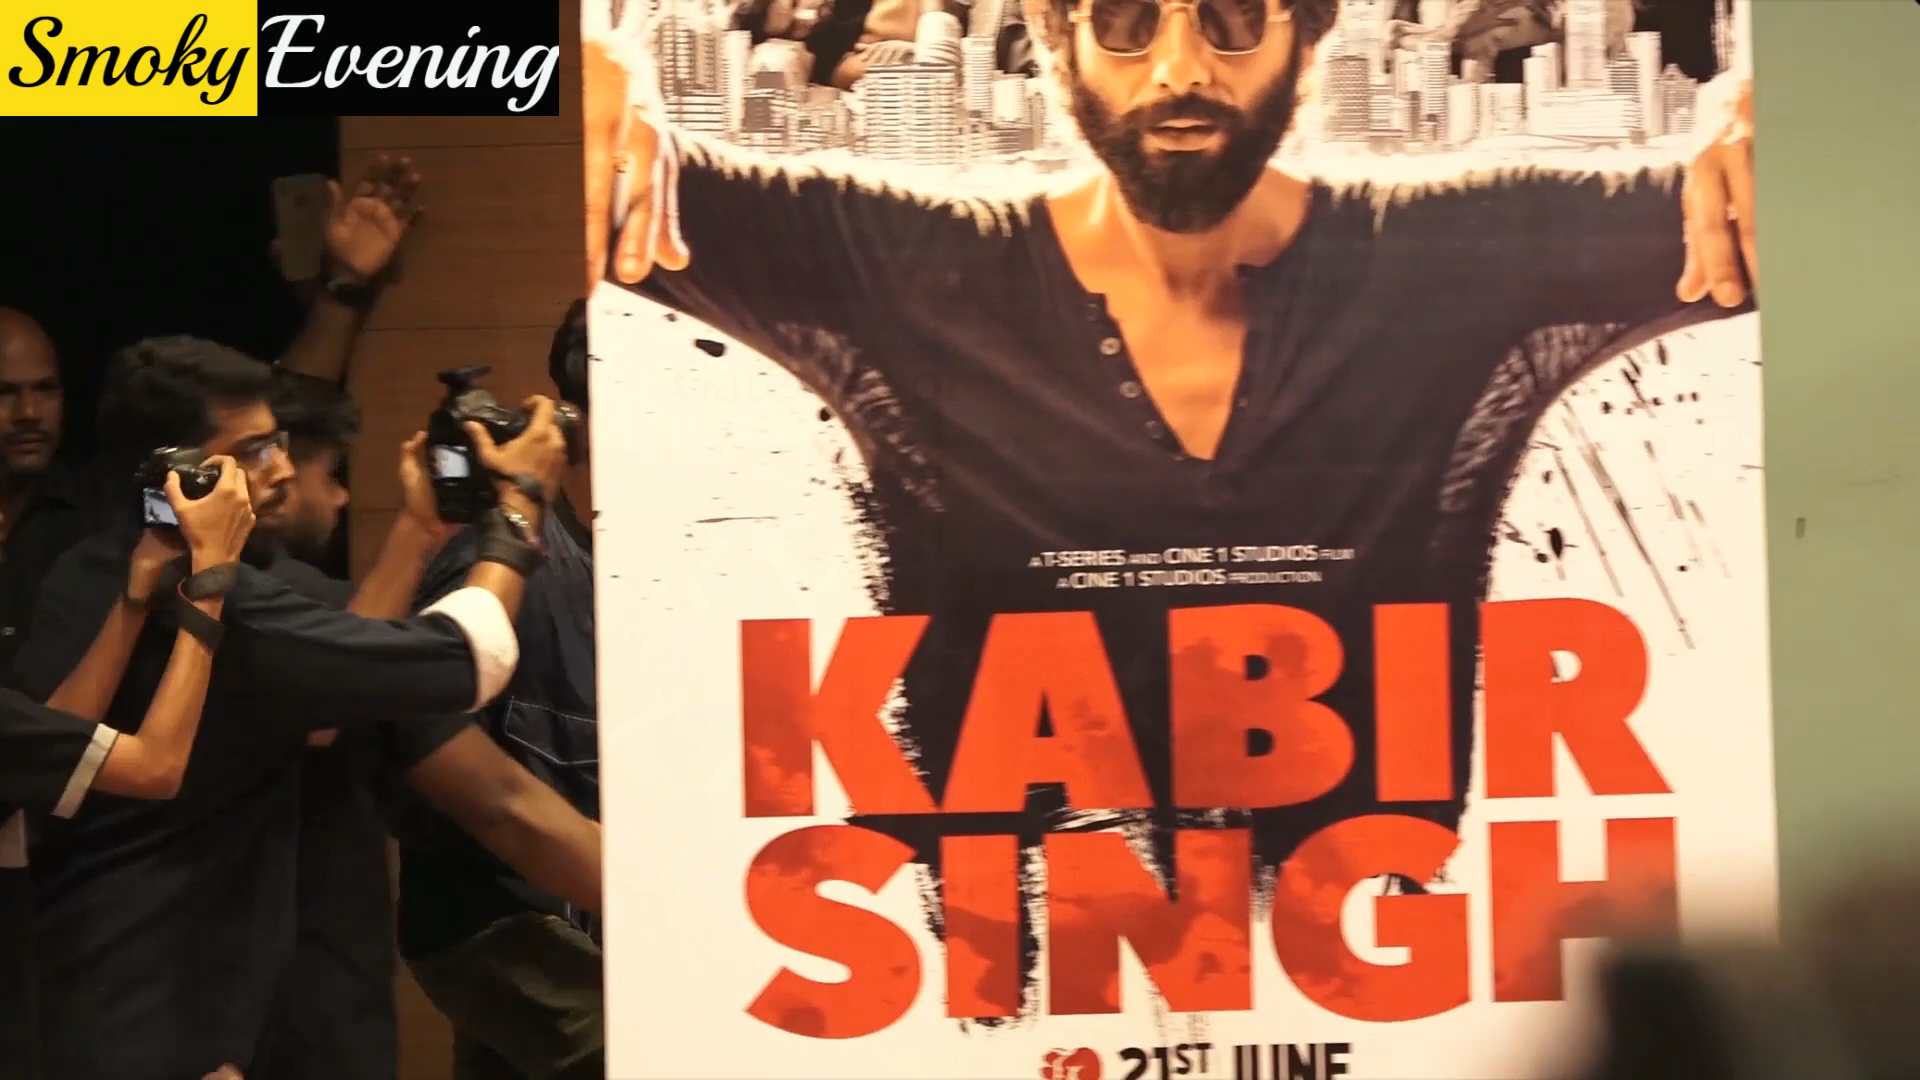 Smoky Evening
A T-SERIES AND CINE 1 STUDIOS FILM
A CINE 1 STUDIOS PRODUCTION
KABIR
SINGH
21ST JUNE